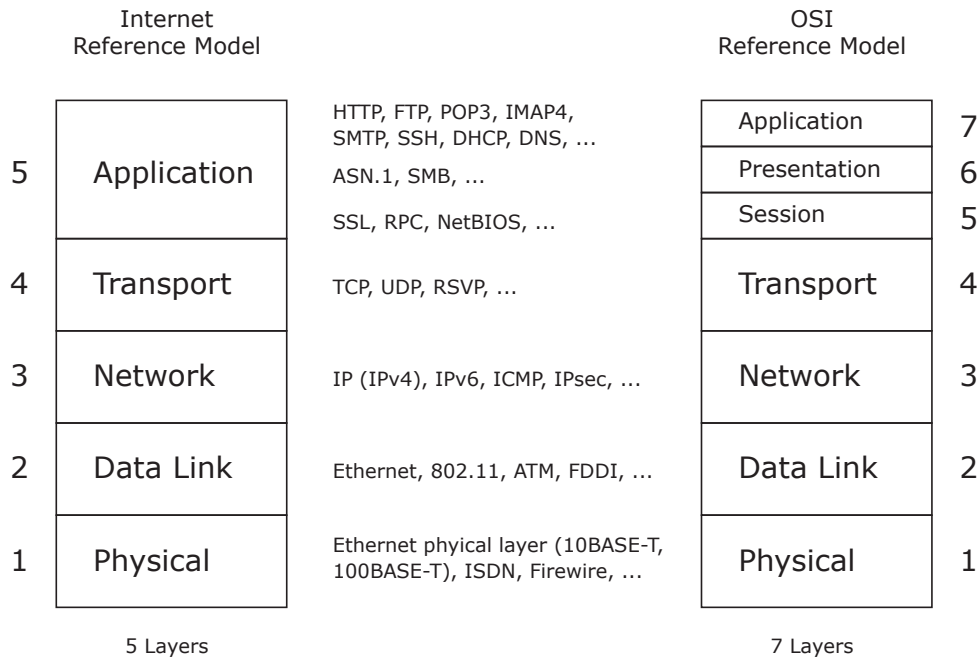 Internet
Reference Model
OSI
Reference Model
5
Application
HTTP, FTP, POP3, IMAP4,
SMTP, SSH, DHCP, DNS, ...
ASN.1, SMB, ...
SSL, RPC, NetBIOS, ...
Application
7
Presentation
6
Session
5
4
Transport
TCP, UDP, RSVP, ...
Transport
4
3
Network
IP (IPv4), IPv6, ICMP, IPsec, ...
Network
3
2
Data Link
Ethernet, 802.11, ATM, FDDI, ...
Data Link
2
1
Physical
Ethernet phyical layer (10BASE-T,
100BASE-T), ISDN, Firewire, ...
Physical
1
5 Layers
7 Layers